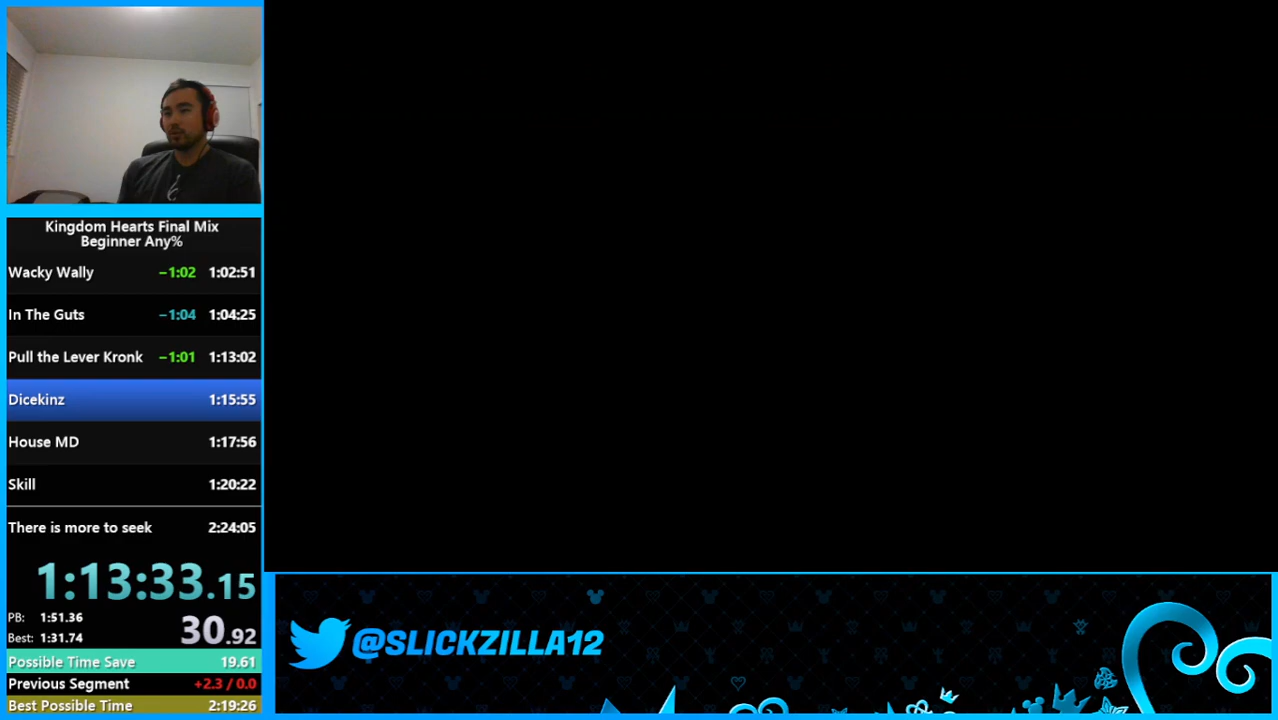 Kingdom Hearts Final Mix
Beginner Any%
Wacky Wally −1:02 1:02:51
In The Guts −1:04 1:04:25
Pull the Lever Kronk −1:01 1:13:02
Dicekinz 1:15:55
House MD 1:17:56
Skill 1:20:22
There is more to seek 2:24:05
1:13:33.15
PB: 1:51.36
Best: 1:31.74
30.92
Possible Time Save 19.61
Previous Segment +2.3 / 0.0
Best Possible Time 2:19:26
@SLICKZILLA12